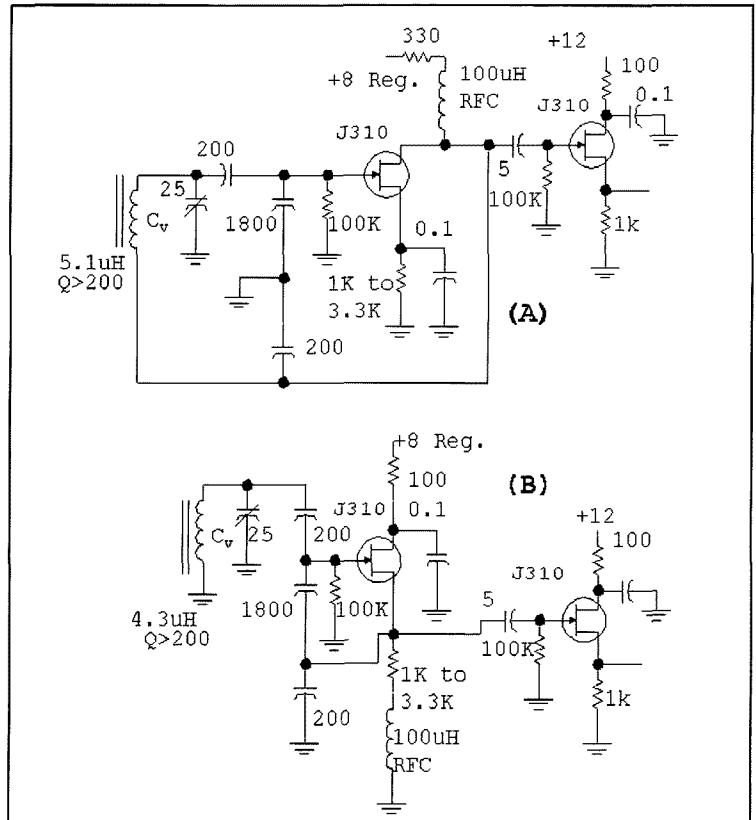 330
+8 Reg.
100uH
RFC
+12
100
0.1
J310
J310
200
25
Cv
1800
100K
0.1
5
100K
1k
5.1uH
Q>200
1K to
3.3K
200
(A)
+8 Reg.
100
0.1
J310
(B)
Cv
25
200
1800
100K
4.3uH
Q>200
200
1K to
3.3K
100uH
RFC
5
100K
+12
100
J310
1k